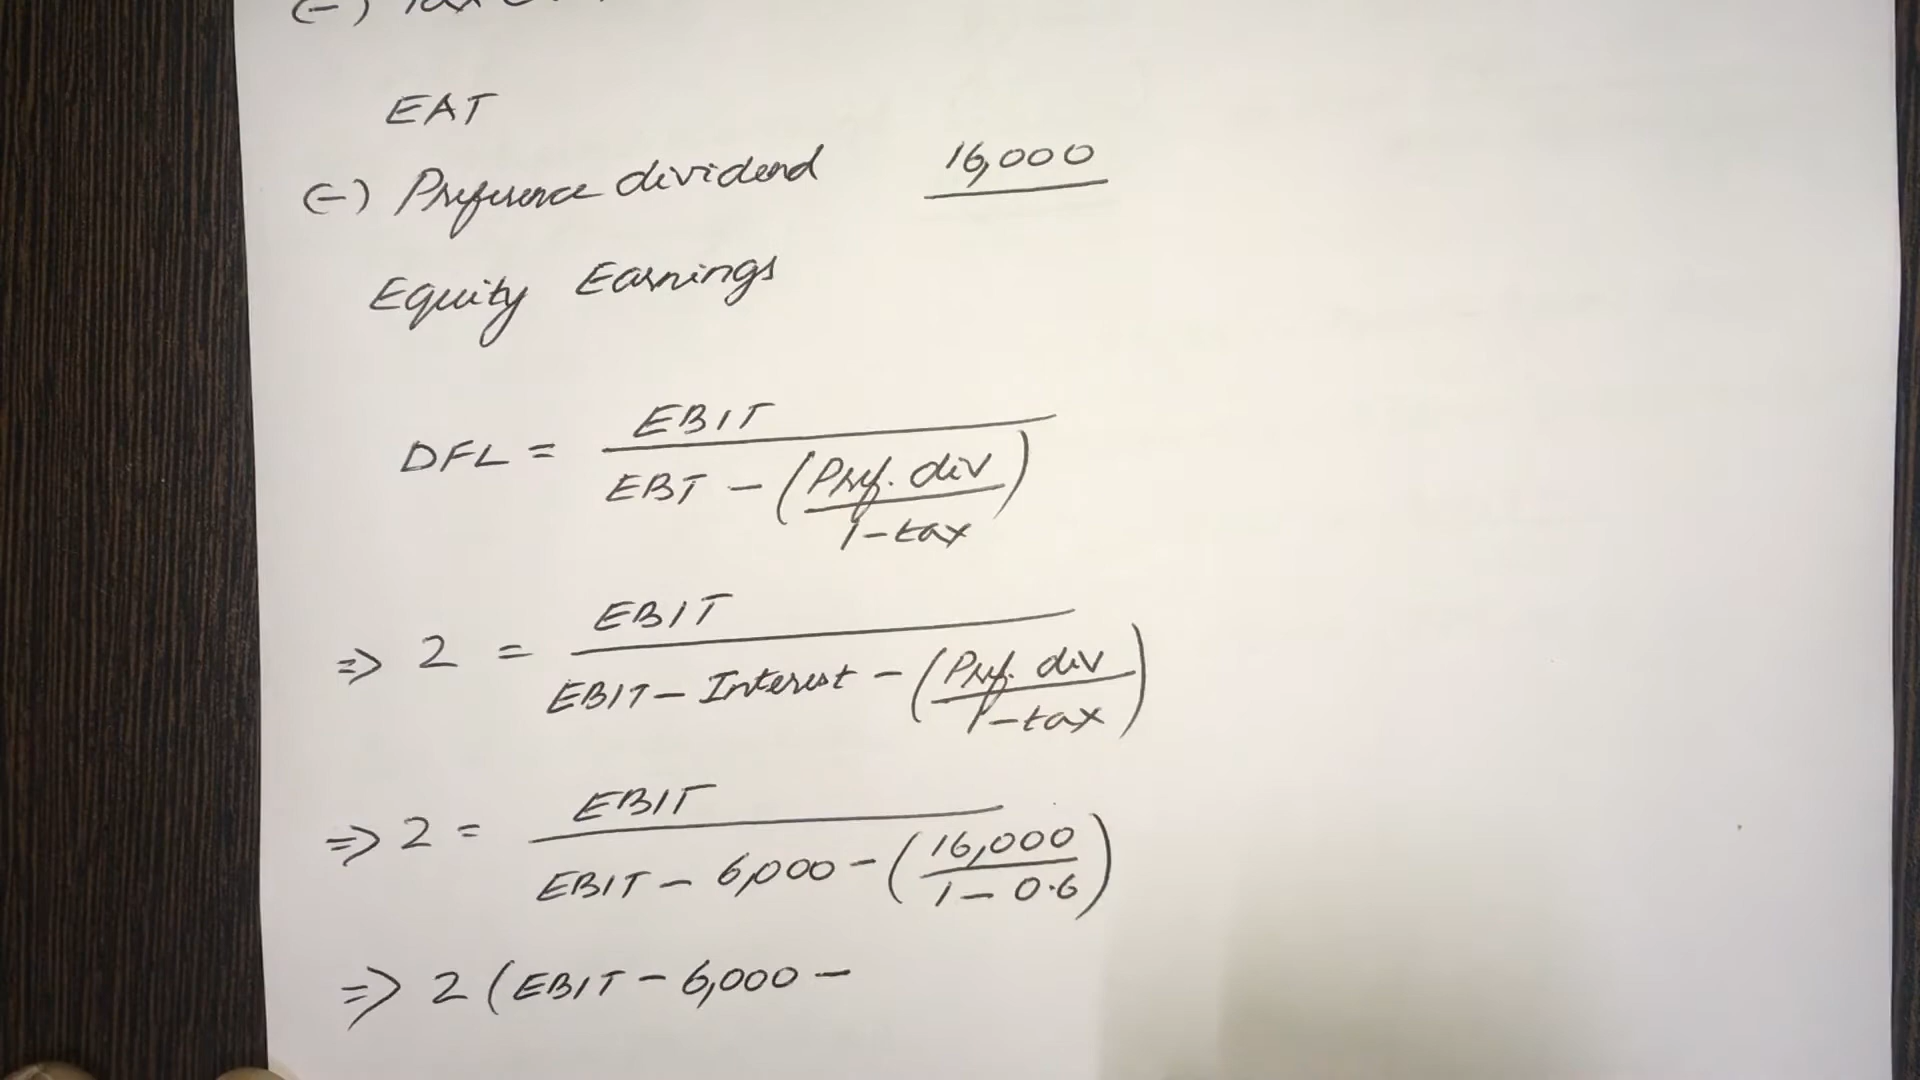 (-) Tax
EAT
(-) Preference dividend 16,000
Equity Earnings
DFL = EBIT / EBT - (Pref. div / 1-tax)
⇒ 2 = EBIT / EBIT - Interest - (Pref. div / 1-tax)
⇒ 2 = EBIT / EBIT - 6,000 - (16,000 / 1 - 0.6)
⇒ 2 (EBIT - 6,000 -